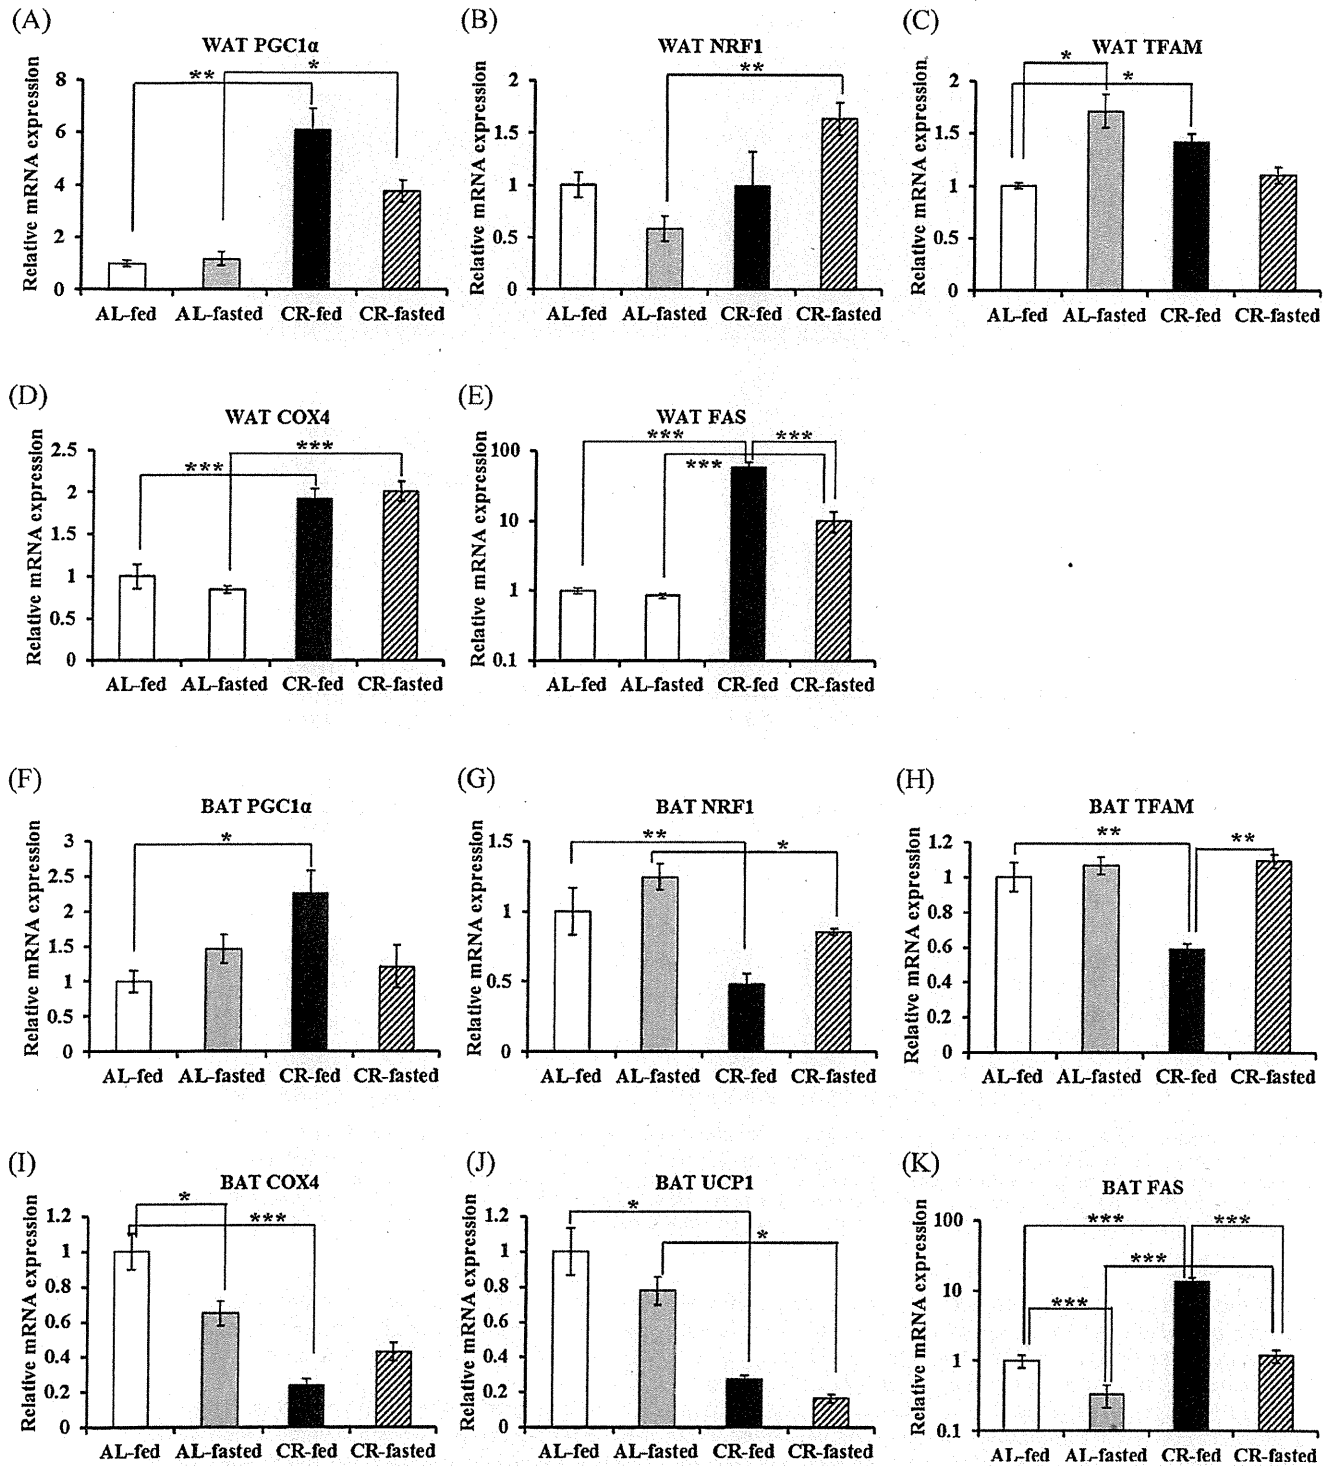 (A)
WAT PGC1α
Relative mRNA expression
8
6
4
2
0
** *
AL-fed AL-fasted CR-fed CR-fasted
(B)
WAT NRF1
Relative mRNA expression
2
1.5
1
0.5
0
**
AL-fed AL-fasted CR-fed CR-fasted
(C)
WAT TFAM
Relative mRNA expression
2
1.5
1
0.5
0
* *
AL-fed AL-fasted CR-fed CR-fasted
(D)
WAT COX4
Relative mRNA expression
2.5
2
1.5
1
0.5
0
*** ***
AL-fed AL-fasted CR-fed CR-fasted
(E)
WAT FAS
Relative mRNA expression
100
10
1
0.1
*** *** ***
AL-fed AL-fasted CR-fed CR-fasted
(F)
BAT PGC1α
Relative mRNA expression
3
2.5
2
1.5
1
0.5
0
*
AL-fed AL-fasted CR-fed CR-fasted
(G)
BAT NRF1
Relative mRNA expression
1.5
1
0.5
0
** *
AL-fed AL-fasted CR-fed CR-fasted
(H)
BAT TFAM
Relative mRNA expression
1.2
1
0.8
0.6
0.4
0.2
0
** **
AL-fed AL-fasted CR-fed CR-fasted
(I)
BAT COX4
Relative mRNA expression
1.2
1
0.8
0.6
0.4
0.2
0
* ***
AL-fed AL-fasted CR-fed CR-fasted
(J)
BAT UCP1
Relative mRNA expression
1.2
1
0.8
0.6
0.4
0.2
0
* *
AL-fed AL-fasted CR-fed CR-fasted
(K)
BAT FAS
Relative mRNA expression
100
10
1
0.1
*** *** *** ***
AL-fed AL-fasted CR-fed CR-fasted